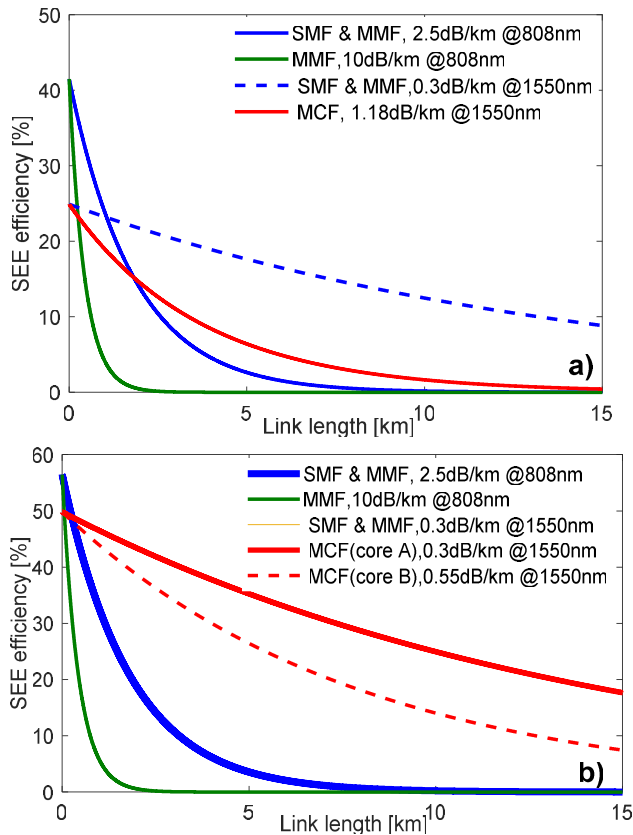 SMF & MMF, 2.5dB/km @808nm
MMF,10dB/km @808nm
SMF & MMF,0.3dB/km @1550nm
MCF, 1.18dB/km @1550nm
SEE efficiency [%]
50
40
30
20
10
0
a)
0 5 10 15
Link length [km]
SMF & MMF, 2.5dB/km @808nm
MMF,10dB/km @808nm
SMF & MMF,0.3dB/km @1550nm
MCF(core A),0.3dB/km @1550nm
MCF(core B),0.55dB/km @1550nm
SEE efficiency [%]
60
50
40
30
20
10
0
b)
0 5 10 15
Link length [km]